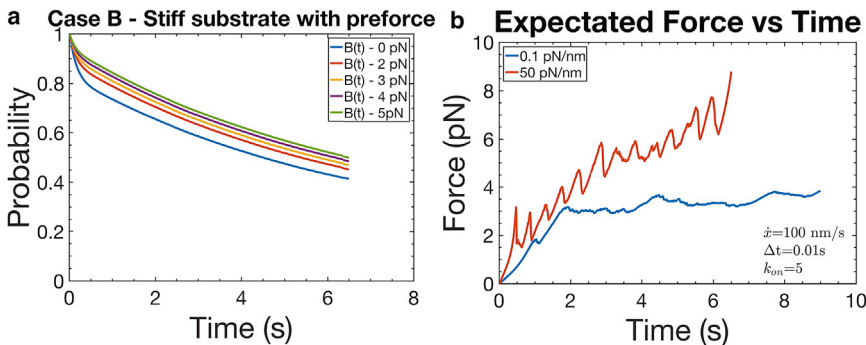 a Case B - Stiff substrate with preforce
B(t) - 0 pN
B(t) - 2 pN
B(t) - 3 pN
B(t) - 4 pN
B(t) - 5pN
Probability
1
0.8
0.6
0.4
0.2
0
0 2 4 6 8
Time (s)
b Expectated Force vs Time
0.1 pN/nm
50 pN/nm
Force (pN)
10
8
6
4
2
0
ẋ=100 nm/s
Δt=0.01s
kon=5
0 2 4 6 8 10
Time (s)